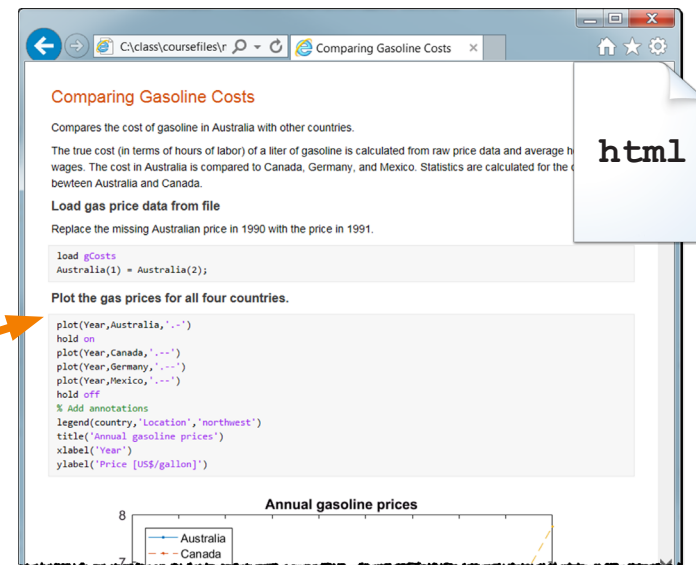 C:\class\coursefiles\r
Comparing Gasoline Costs
html
Comparing Gasoline Costs
Compares the cost of gasoline in Australia with other countries.
The true cost (in terms of hours of labor) of a liter of gasoline is calculated from raw price data and average
wages. The cost in Australia is compared to Canada, Germany, and Mexico. Statistics are calculated for the
bewteen Australia and Canada.
Load gas price data from file
Replace the missing Australian price in 1990 with the price in 1991.
load gCosts
Australia(1) = Australia(2);
Plot the gas prices for all four countries.
plot(Year,Australia,'.-')
hold on
plot(Year,Canada,'.--')
plot(Year,Germany,'.--')
plot(Year,Mexico,'.--')
hold off
% Add annotations
legend(country,'Location','northwest')
title('Annual gasoline prices')
xlabel('Year')
ylabel('Price [US$/gallon]')
Annual gasoline prices
8
Australia
Canada
7